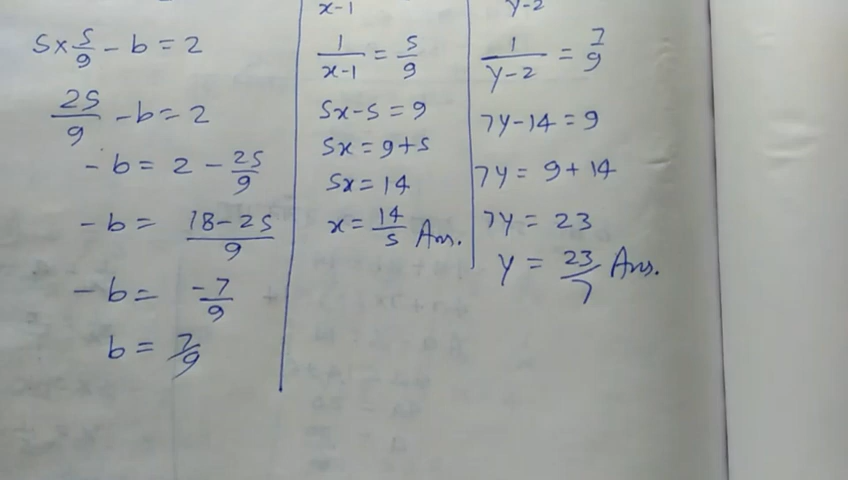 5×5/9 - b = 2
25/9 - b = 2
- b = 2 - 25/9
- b = 18-25/9
- b = -7/9
b = 7/9
x-1
1/x-1 = 5/9
5x-5 = 9
5x = 9+5
5x = 14
x = 14/5 Ans.
y-2
1/y-2 = 7/9
7y-14 = 9
7y = 9+14
7y = 23
y = 23/7 Ans.